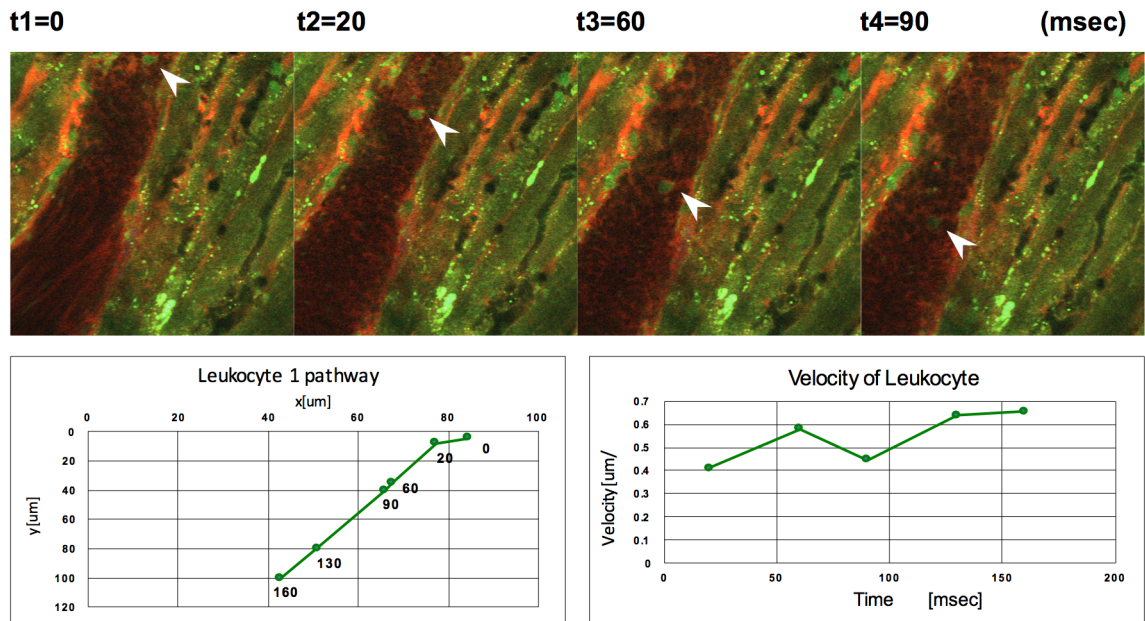 t1=0 t2=20 t3=60 t4=90 (msec)
Leukocyte 1 pathway
x[um]
0 20 40 60 80 100
0
20
40
60
80
100
120
y[um]
0
20
60
90
130
160
Velocity of Leukocyte
0.7
0.6
0.5
0.4
0.3
0.2
0.1
0
Velocity[um/
0 50 100 150 200
Time [msec]